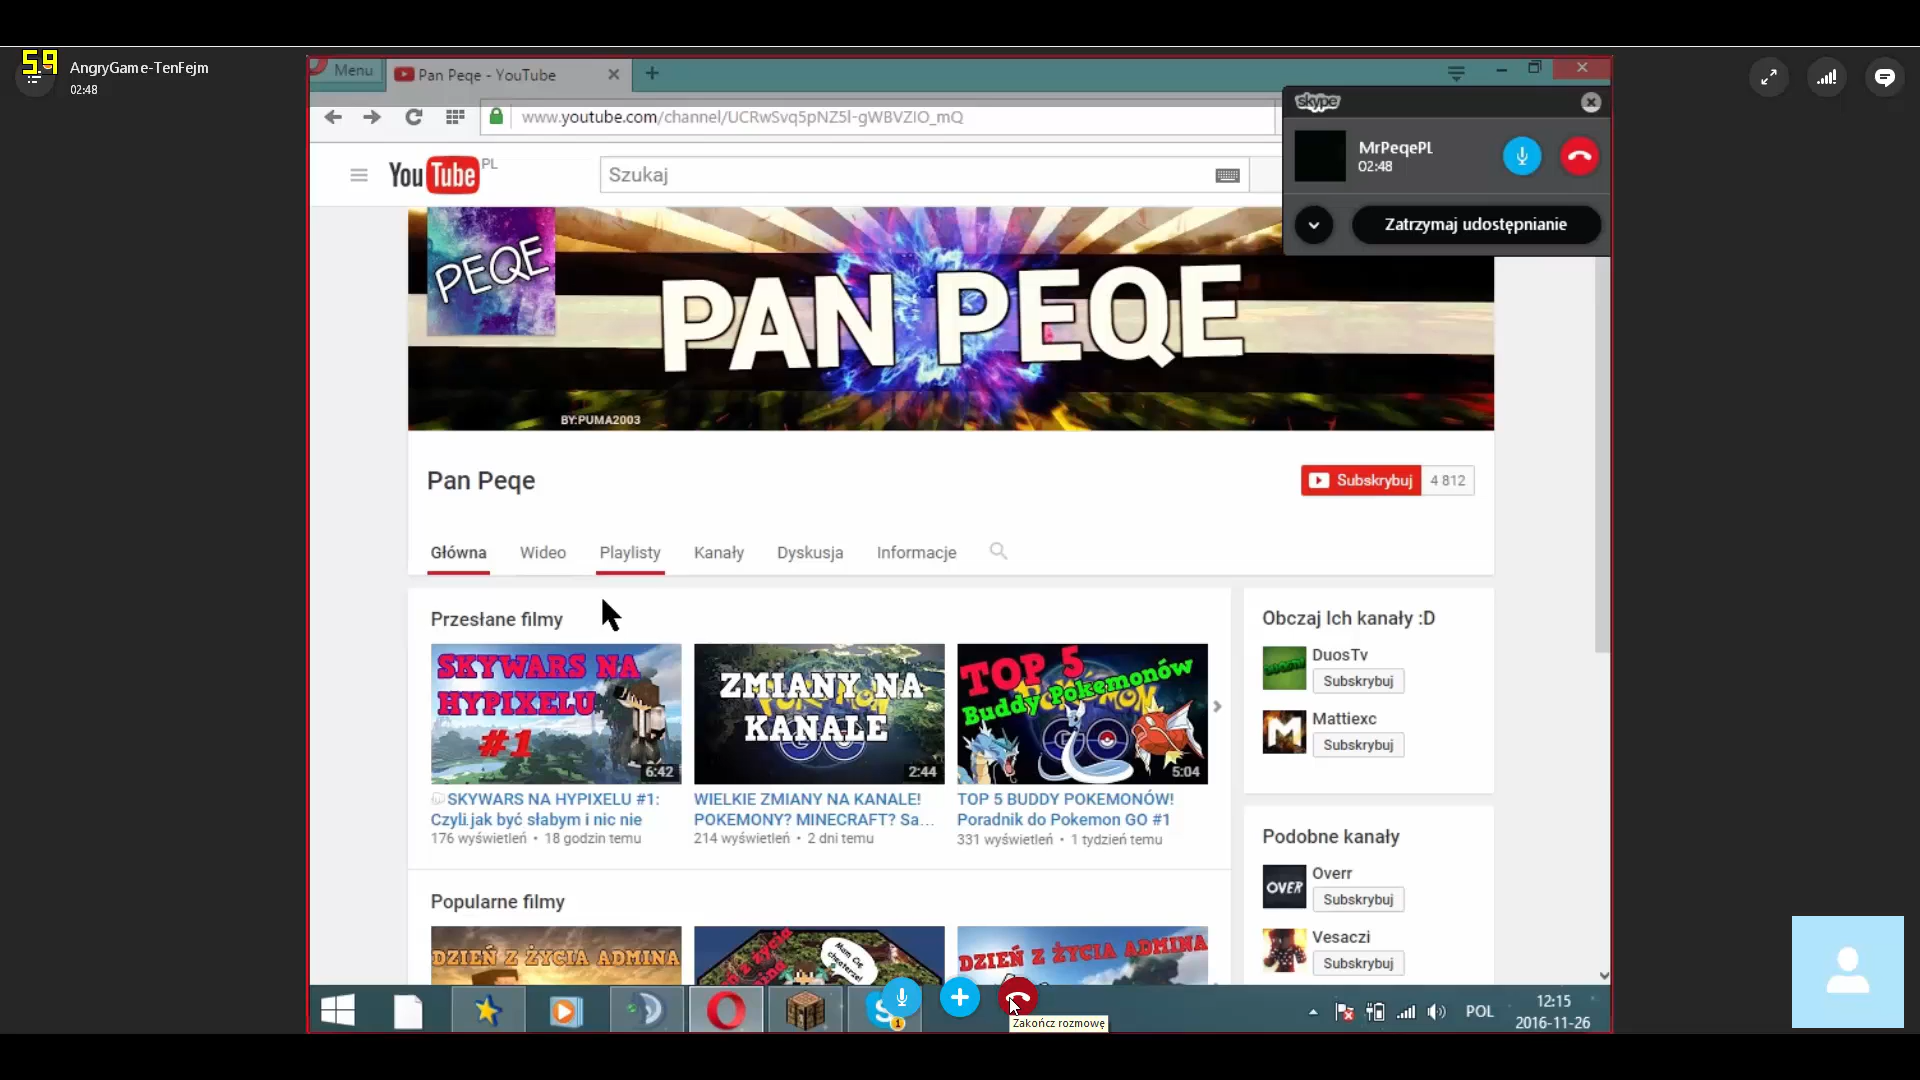 59
AngryGame-TenFejm
02:48
Menu
Pan Peqe - YouTube
www.youtube.com/channel/UCRwSvq5pNZ5l-gWBVZIO_mQ
skype
MrPeqePL
02:48
Zatrzymaj udostępnianie
YouTube PL
Szukaj
PEQE
PAN PEQE
BY:PUMA2003
Pan Peqe
Subskrybuj 4 812
Główna Wideo Playlisty Kanały Dyskusja Informacje
Przesłane filmy
SKYWARS NA
HYPIXELU
#1
6:42
SKYWARS NA HYPIXELU #1:
Czyli jak być słabym i nic nie
176 wyświetleń • 18 godzin temu
ZMIANY NA
KANALE
2:44
WIELKIE ZMIANY NA KANALE!
POKEMONY? MINECRAFT? Sa...
214 wyświetleń • 2 dni temu
TOP 5
Buddy Pokemonów
5:04
TOP 5 BUDDY POKEMONÓW!
Poradnik do Pokemon GO #1
331 wyświetleń • 1 tydzień temu
Obczaj Ich kanały :D
DuosTv
Subskrybuj
Mattiexc
Subskrybuj
Podobne kanały
OVER
Overr
Subskrybuj
Vesaczi
Subskrybuj
Popularne filmy
DZIEŃ Z ŻYCIA ADMINA
z życia
Mam Cię
cheaterze!
DZIEŃ Z ŻYCIA ADMINA
1
Zakończ rozmowę
POL
12:15
2016-11-26